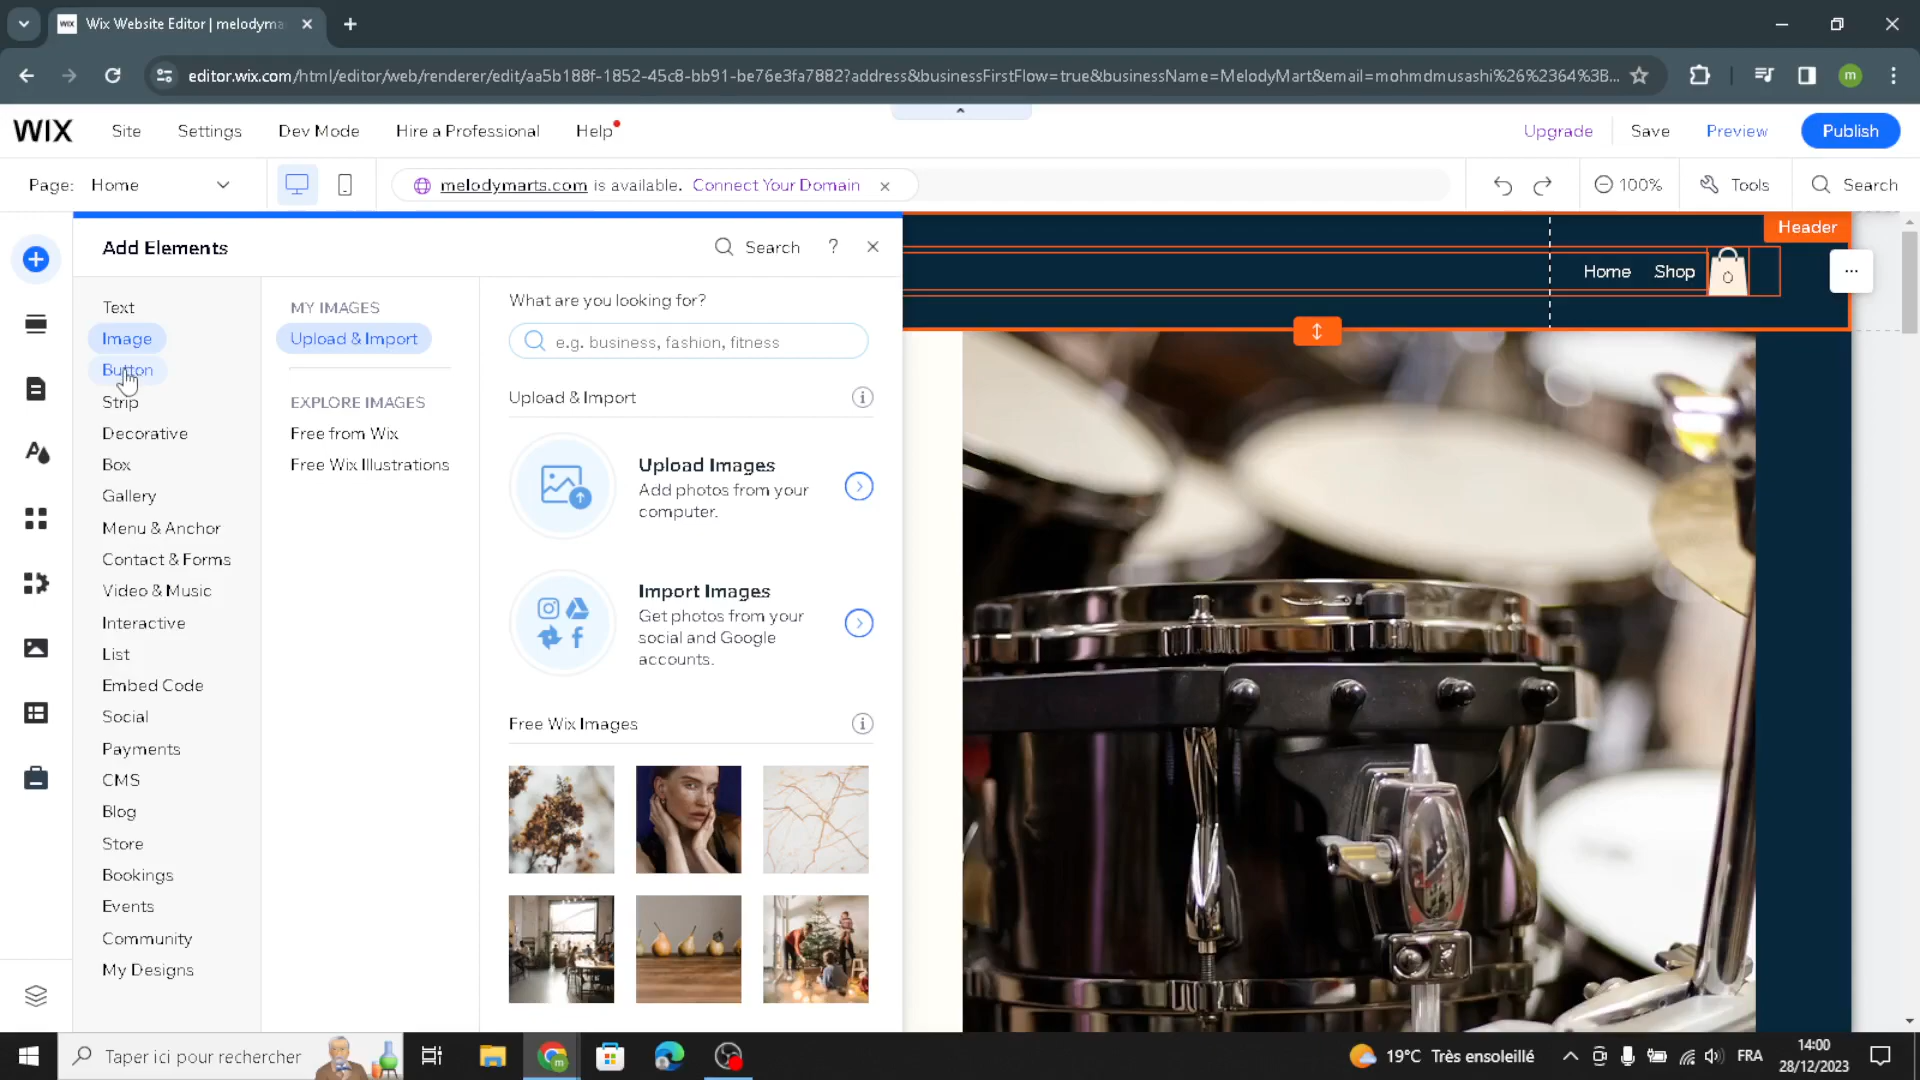 Wix Website Editor | melodyma
editor.wix.com/html/editor/web/renderer/edit/aa5b188f-1852-45c8-bb91-be76e3fa7882?address&businessFirstFlow=true&businessName=MelodyMart&email=mohmdmusashi%26%2364%3B...
m
WIX
Site
Settings
Dev Mode
Hire a Professional
Help
Upgrade
Save
Preview
Publish
Page: Home
melodymarts.com is available. Connect Your Domain
100%
Tools
Search
Add Elements
Search
?
Header
Home
Shop
0
Text
Image
Button
Strip
Decorative
Box
Gallery
Menu & Anchor
Contact & Forms
Video & Music
Interactive
List
Embed Code
Social
Payments
CMS
Blog
Store
Bookings
Events
Community
My Designs
MY IMAGES
Upload & Import
EXPLORE IMAGES
Free from Wix
Free Wix Illustrations
What are you looking for?
e.g. business, fashion, fitness
Upload & Import
Upload Images
Add photos from your
computer.
Import Images
Get photos from your
social and Google
accounts.
Free Wix Images
Taper ici pour rechercher
19°C Très ensoleillé
FRA
14:00
28/12/2023